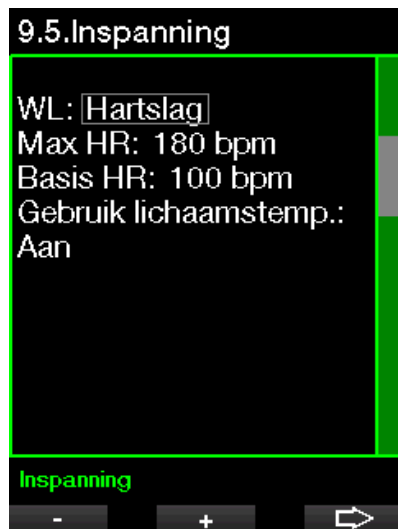 9.5.Inspanning
WL: Hartslag
Max HR: 180 bpm
Basis HR: 100 bpm
Gebruik lichaamstemp.:
Aan
Inspanning
- +